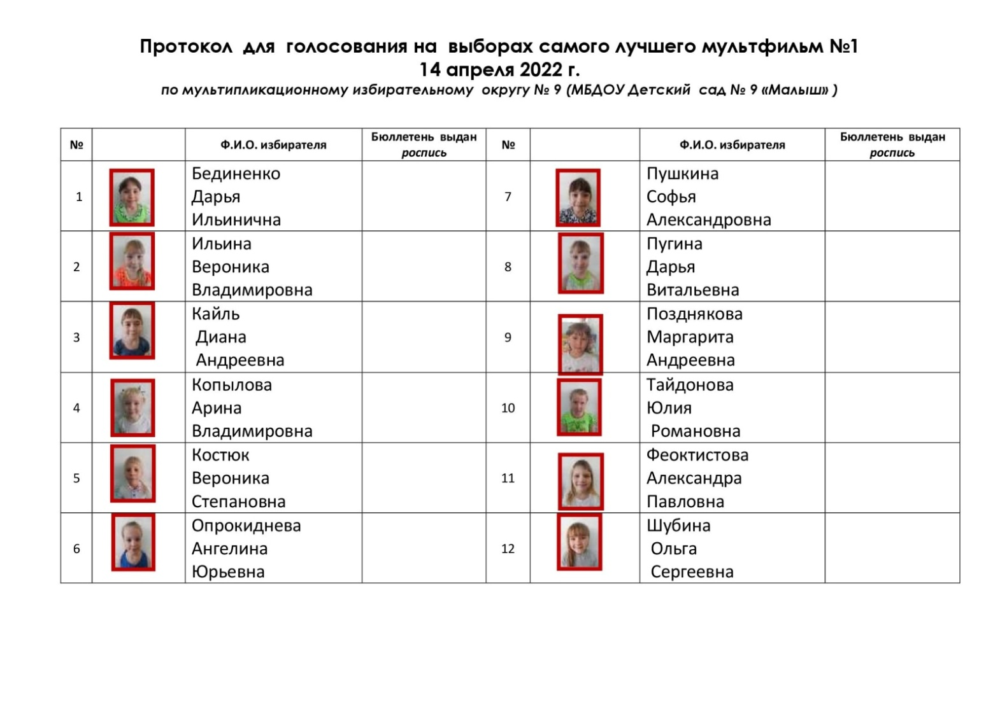 Протокол для голосования на выборах самого лучшего мультфильм №1
14 апреля 2022 г.
по мультипликационному избирательному округу № 9 (МБДОУ Детский сад № 9 «Малыш» )
№ Ф.И.О. избирателя Бюллетень выдан роспись № Ф.И.О. избирателя Бюллетень выдан роспись
1
Бединенко
Дарья
Ильинична
7
Пушкина
Софья
Александровна
2
Ильина
Вероника
Владимировна
8
Пугина
Дарья
Витальевна
3
Кайль
Диана
Андреевна
9
Позднякова
Маргарита
Андреевна
4
Копылова
Арина
Владимировна
10
Тайдонова
Юлия
Романовна
5
Костюк
Вероника
Степановна
11
Феоктистова
Александра
Павловна
6
Опрокиднева
Ангелина
Юрьевна
12
Шубина
Ольга
Сергеевна